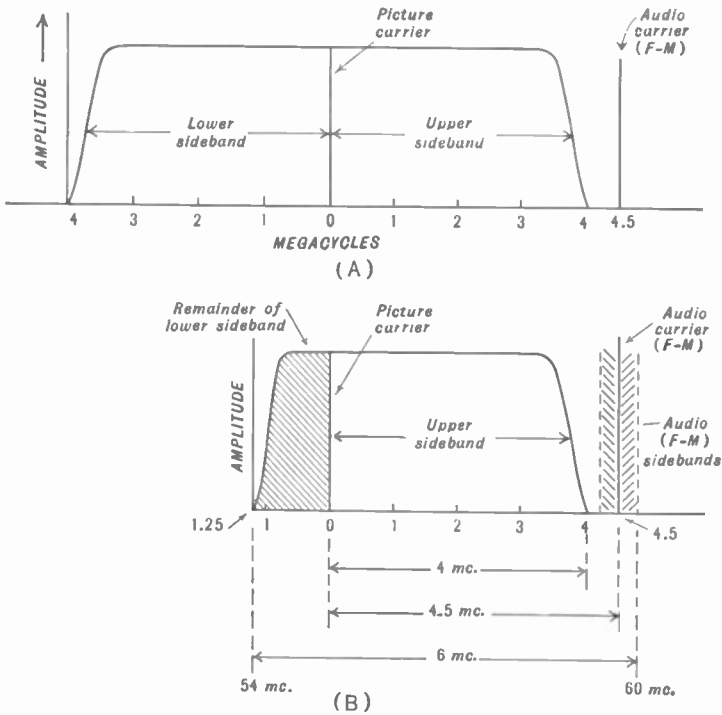 Picture
carrier
Audio
carrier
(F-M)
AMPLITUDE
Lower
sideband
Upper
sideband
4 3 2 1 0 1 2 3 4 4.5
MEGACYCLES
(A)
Remainder of
lower sideband
Picture
carrier
Audio
carrier
(F-M)
AMPLITUDE
Upper
sideband
Audio
(F-M)
sidebands
1.25 1 0 1 2 3 4 4.5
4 mc.
4.5 mc.
6 mc.
54 mc. 60 mc.
(B)